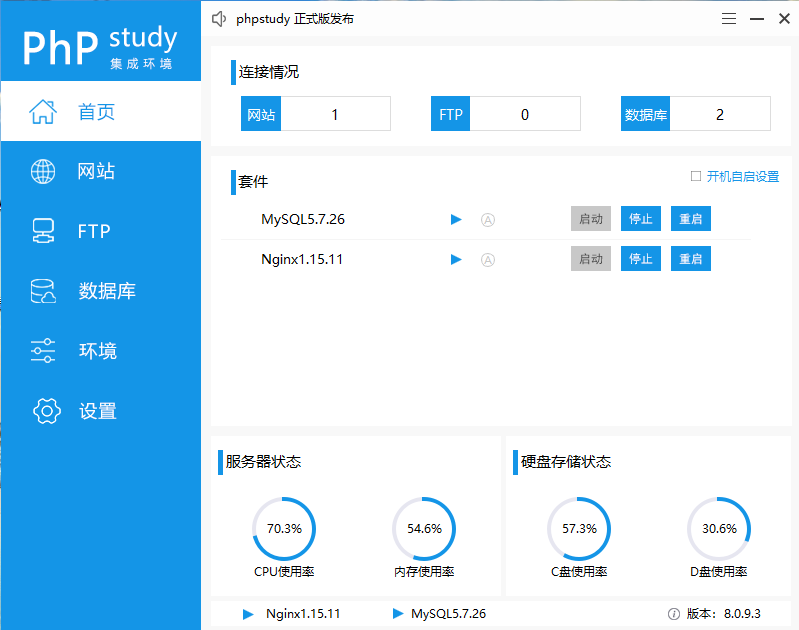 PhP study
集成环境
首页
网站
FTP
数据库
环境
设置
phpstudy 正式版发布
连接情况
网站 1 FTP 0 数据库 2
套件 开机自启设置
MySQL5.7.26 A 启动 停止 重启
Nginx1.15.11 A 启动 停止 重启
服务器状态 硬盘存储状态
70.3% 54.6% 57.3% 30.6%
CPU使用率 内存使用率 C盘使用率 D盘使用率
Nginx1.15.11 MySQL5.7.26 版本：8.0.9.3